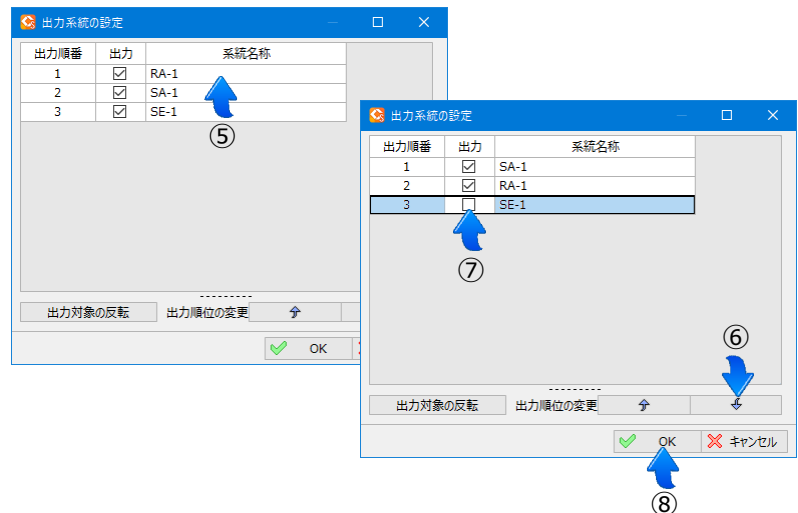 出力系統の設定
出力順番 出力 系統名称
1 RA-1
2 SA-1
3 SE-1
⑤
出力対象の反転 出力順位の変更
OK
出力系統の設定
出力順番 出力 系統名称
1 SA-1
2 RA-1
3 SE-1
⑦
⑥
出力対象の反転 出力順位の変更
OK キャンセル
⑧